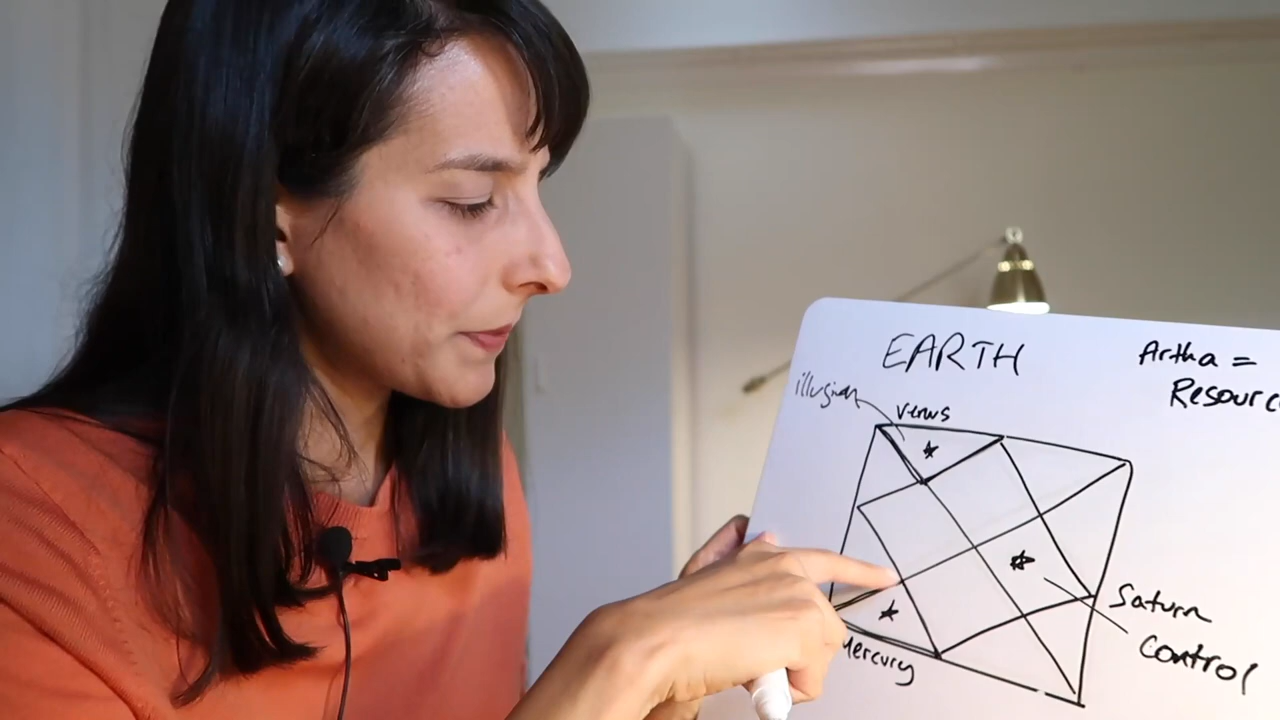 EARTH
Artha =
Resourc
illusion
Venus
Saturn
Control
Mercury